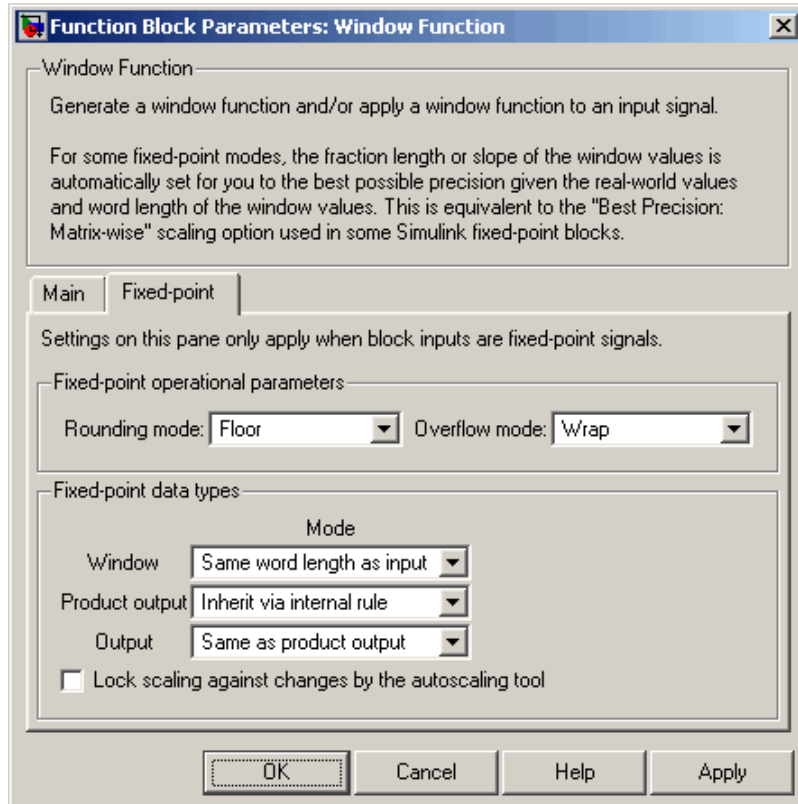 Function Block Parameters: Window Function
Window Function
Generate a window function and/or apply a window function to an input signal.
For some fixed-point modes, the fraction length or slope of the window values is
automatically set for you to the best possible precision given the real-world values
and word length of the window values. This is equivalent to the "Best Precision:
Matrix-wise" scaling option used in some Simulink fixed-point blocks.
Main Fixed-point
Settings on this pane only apply when block inputs are fixed-point signals.
Fixed-point operational parameters
Rounding mode: Floor Overflow mode: Wrap
Fixed-point data types
Mode
Window Same word length as input
Product output Inherit via internal rule
Output Same as product output
Lock scaling against changes by the autoscaling tool
OK Cancel Help Apply